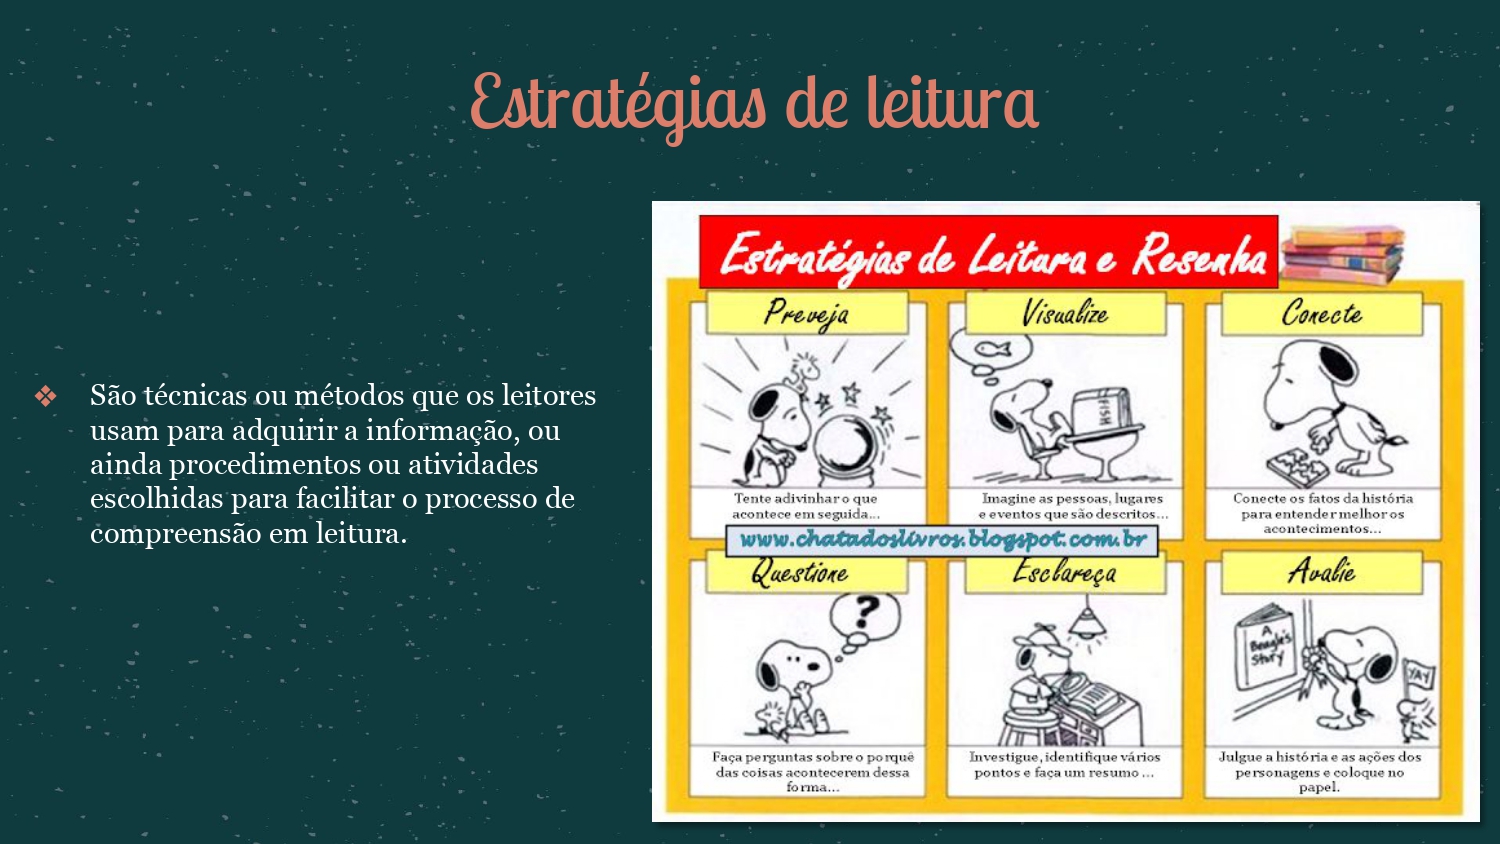 Estratégias de leitura
❖ São técnicas ou métodos que os leitores
usam para adquirir a informação, ou
ainda procedimentos ou atividades
escolhidas para facilitar o processo de
compreensão em leitura.
Estratégias de Leitura e Resenha
Preveja
Tente adivinhar o que
acontece em seguida...
Visualize
FISH
Imagine as pessoas, lugares
e eventos que são descritos...
Conecte
Conecte os fatos da história
para entender melhor os
acontecimentos...
www.chatadoslivros.blogspot.com.br
Questione
?
Faça perguntas sobre o porquê
das coisas acontecerem dessa
forma...
Esclareça
Investigue, identifique vários
pontos e faça um resumo ...
Avalie
A
Beagle's
Story
YAY
Julgue a história e as ações dos
personagens e coloque no
papel.